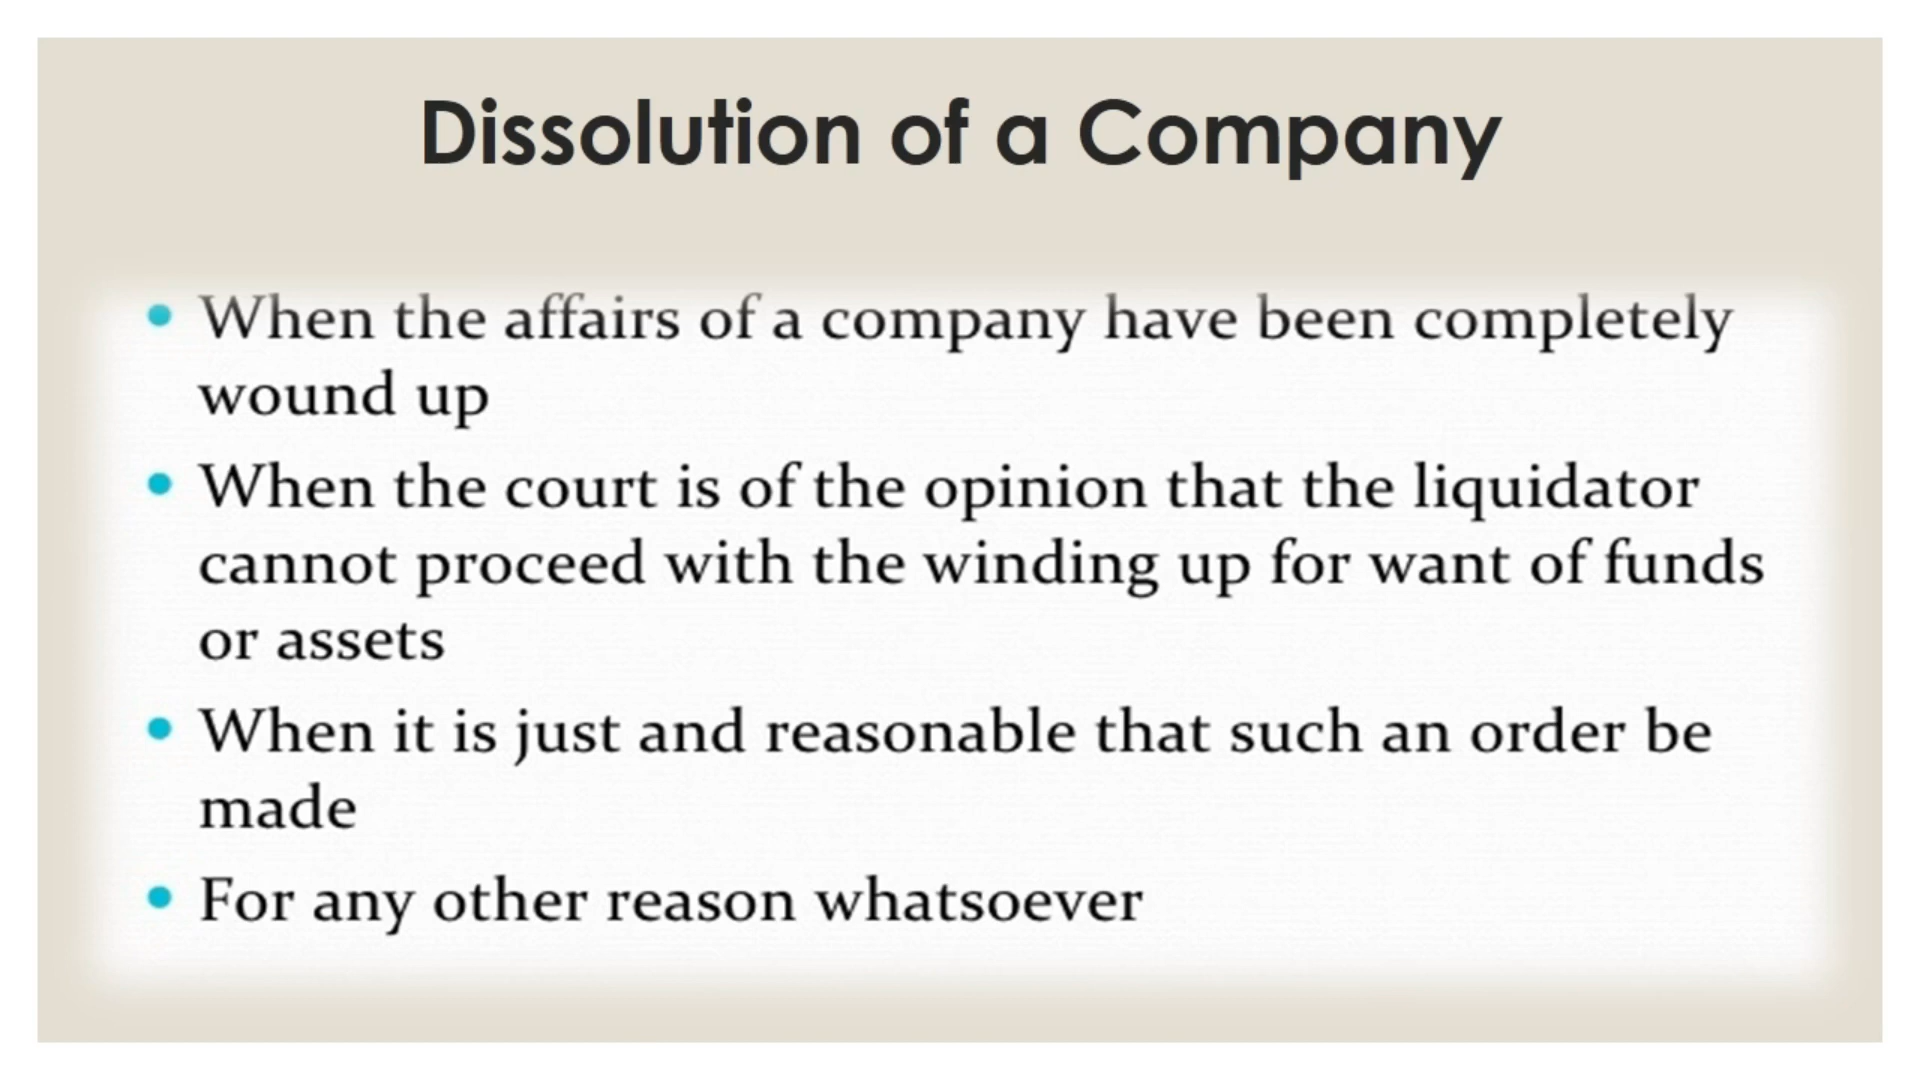 Dissolution of a Company
• When the affairs of a company have been completely
wound up
• When the court is of the opinion that the liquidator
cannot proceed with the winding up for want of funds
or assets
• When it is just and reasonable that such an order be
made
• For any other reason whatsoever